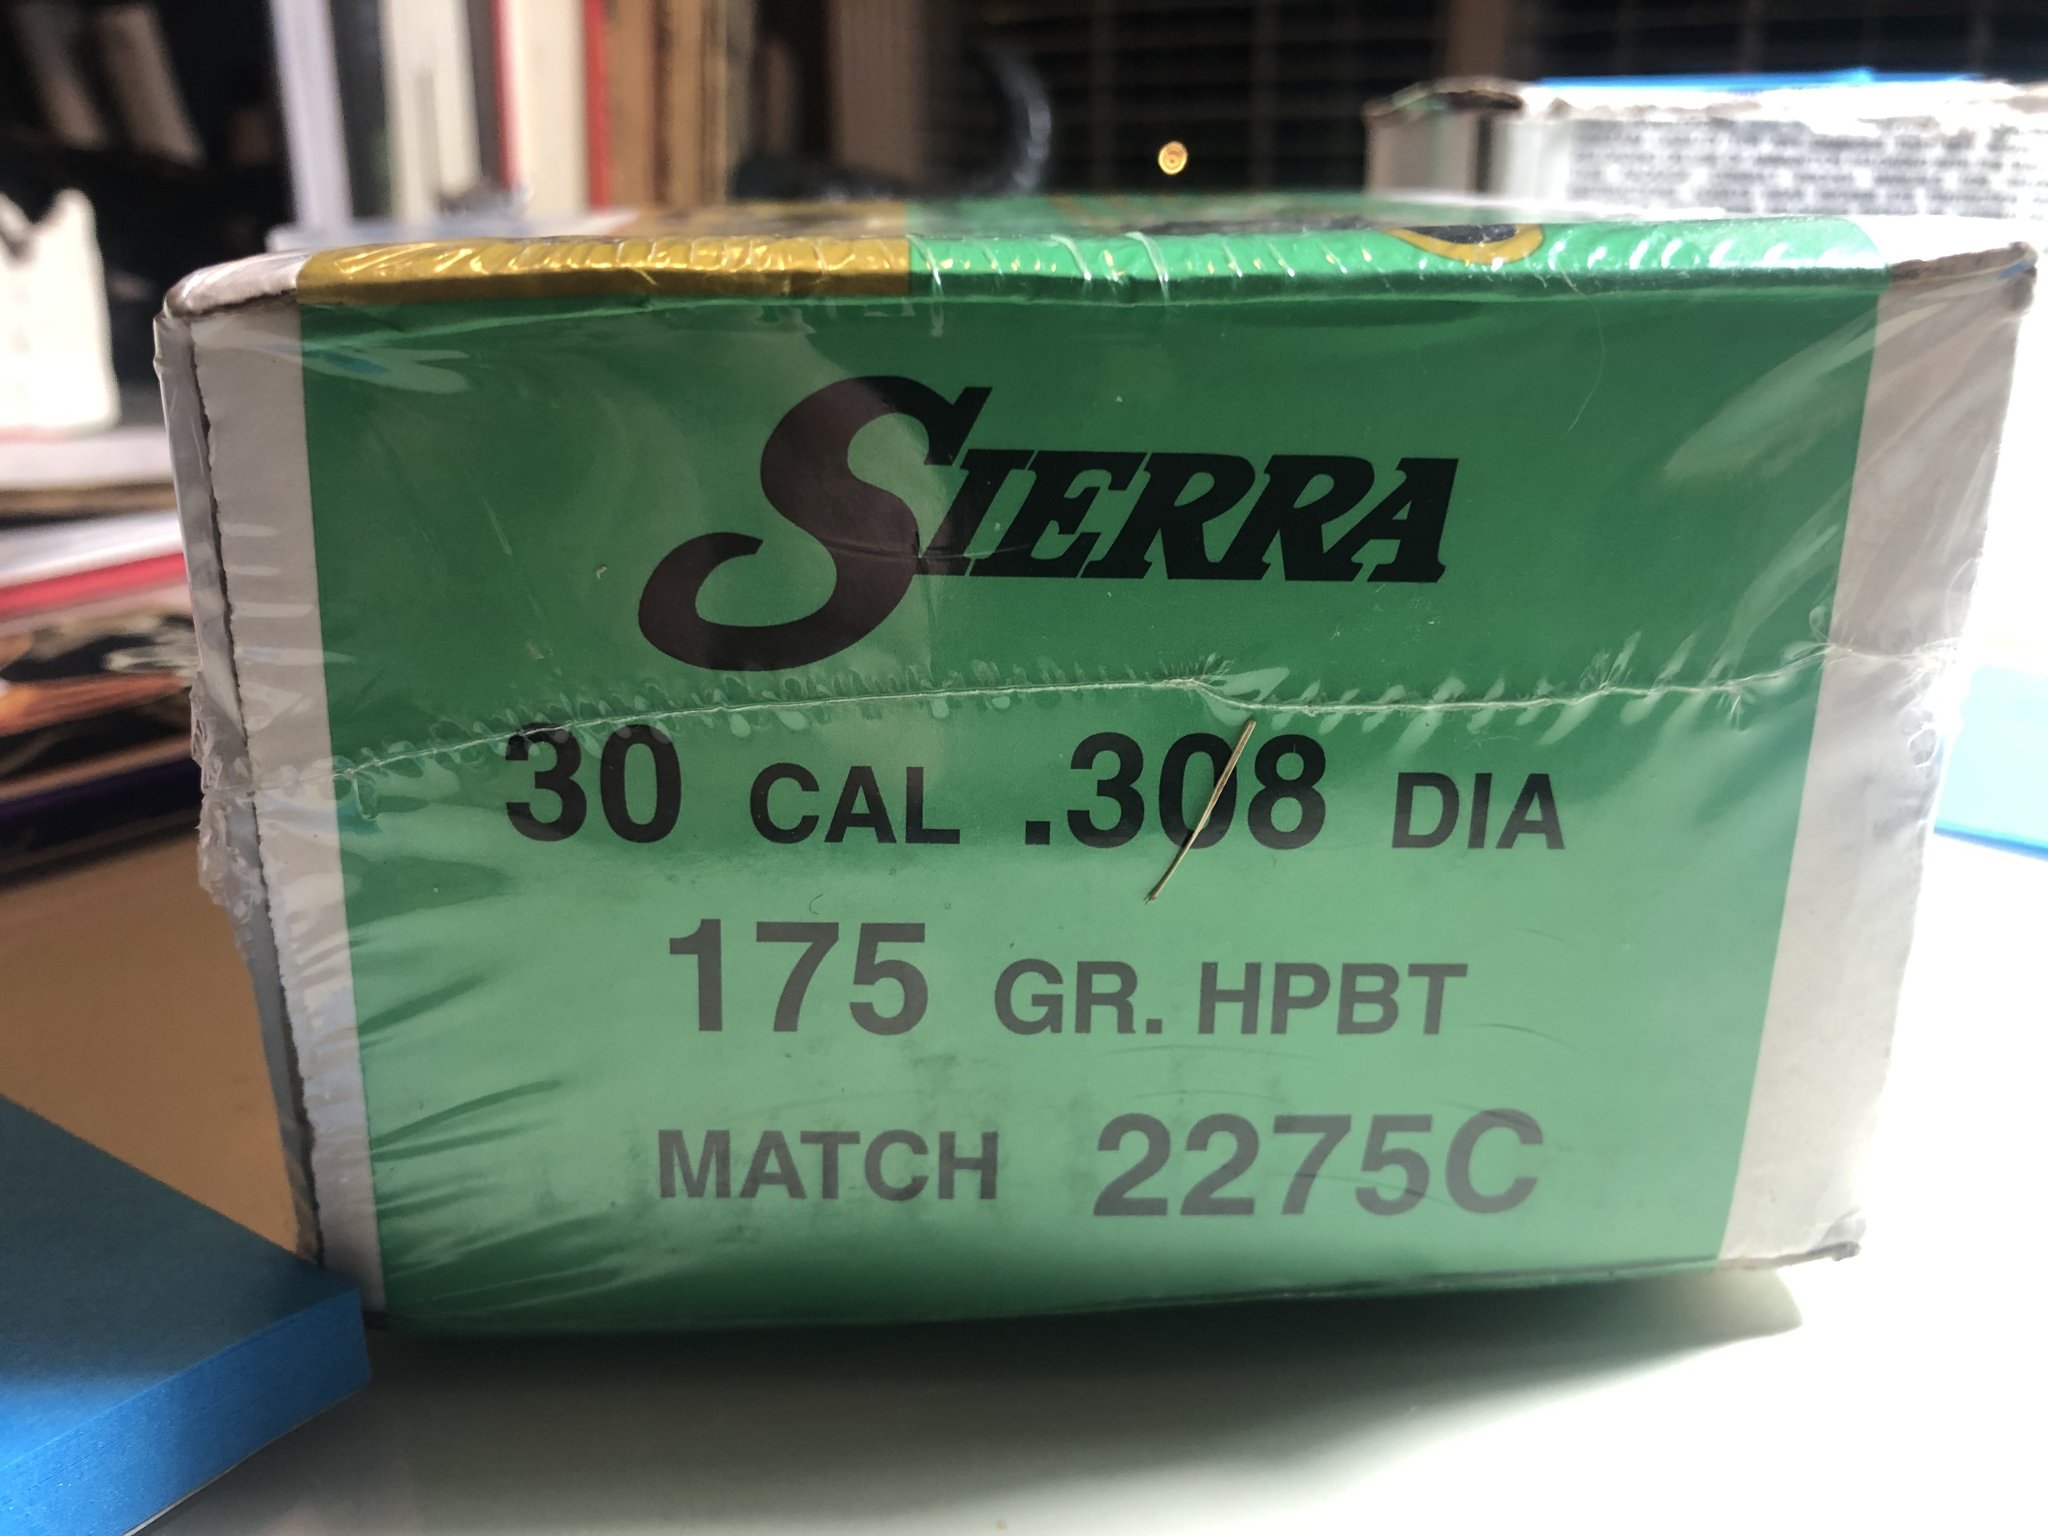 SIERRA
30 CAL .308 DIA
175 GR. HPBT
MATCH 2275C